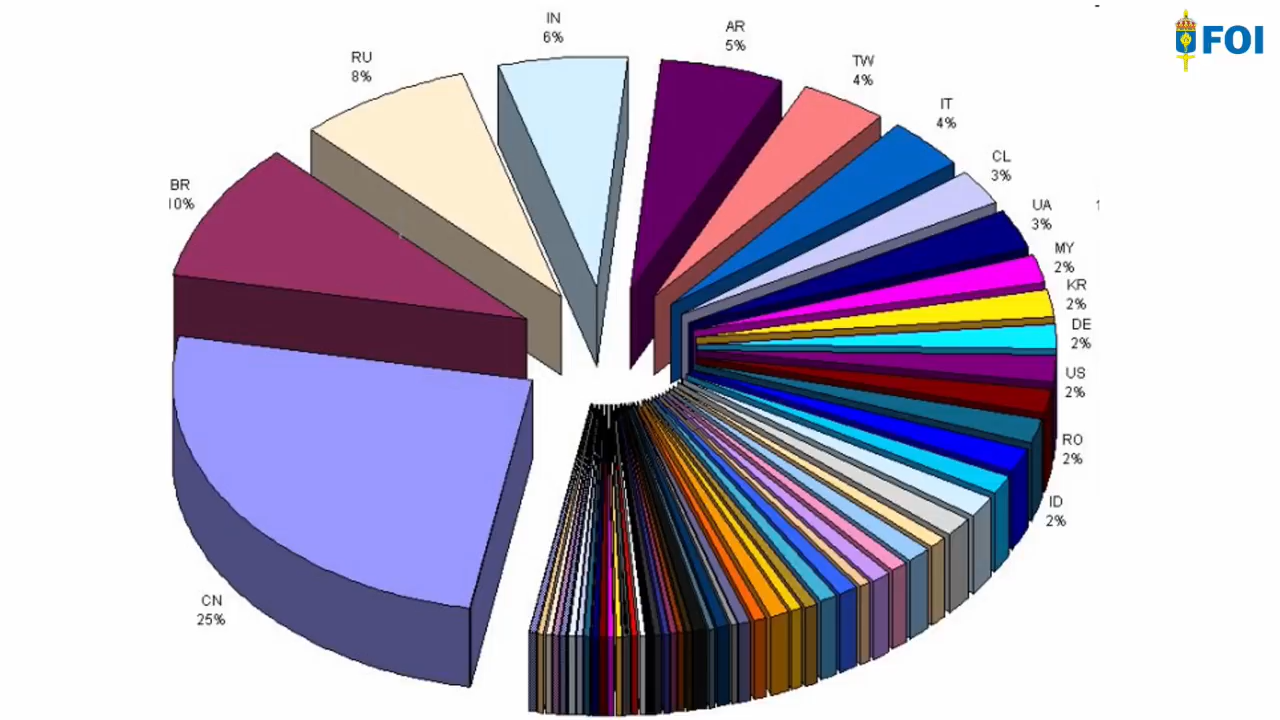 IN
6%
AR
5%
RU
8%
TW
4%
IT
4%
CL
3%
BR
10%
UA
3%
MY
2%
KR
2%
DE
2%
US
2%
RO
2%
ID
2%
CN
25%
FOI